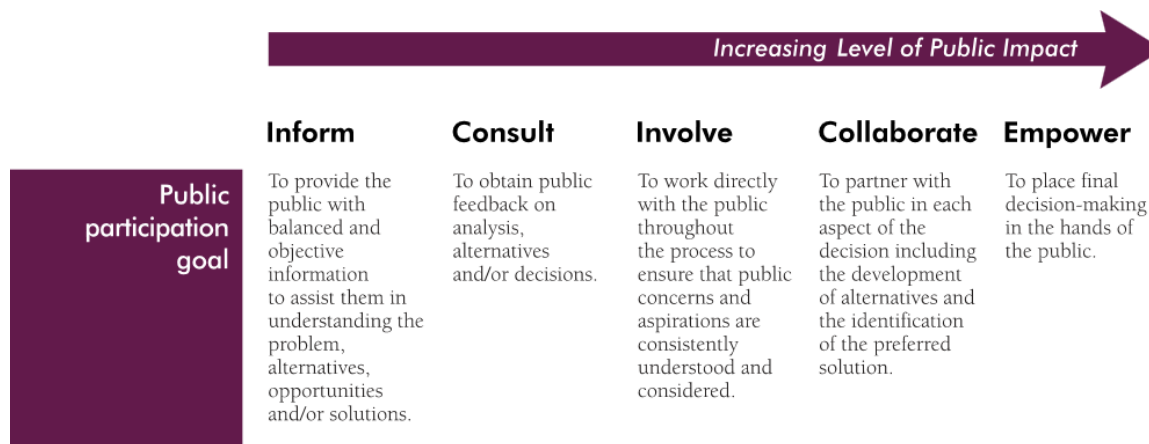 Increasing Level of Public Impact
Inform
Consult
Involve
Collaborate
Empower
Public
participation
goal
To provide the
public with
balanced and
objective
information
to assist them in
understanding the
problem,
alternatives,
opportunities
and/or solutions.
To obtain public
feedback on
analysis,
alternatives
and/or decisions.
To work directly
with the public
throughout
the process to
ensure that public
concerns and
aspirations are
consistently
understood and
considered.
To partner with
the public in each
aspect of the
decision including
the development
of alternatives and
the identification
of the preferred
solution.
To place final
decision-making
in the hands of
the public.